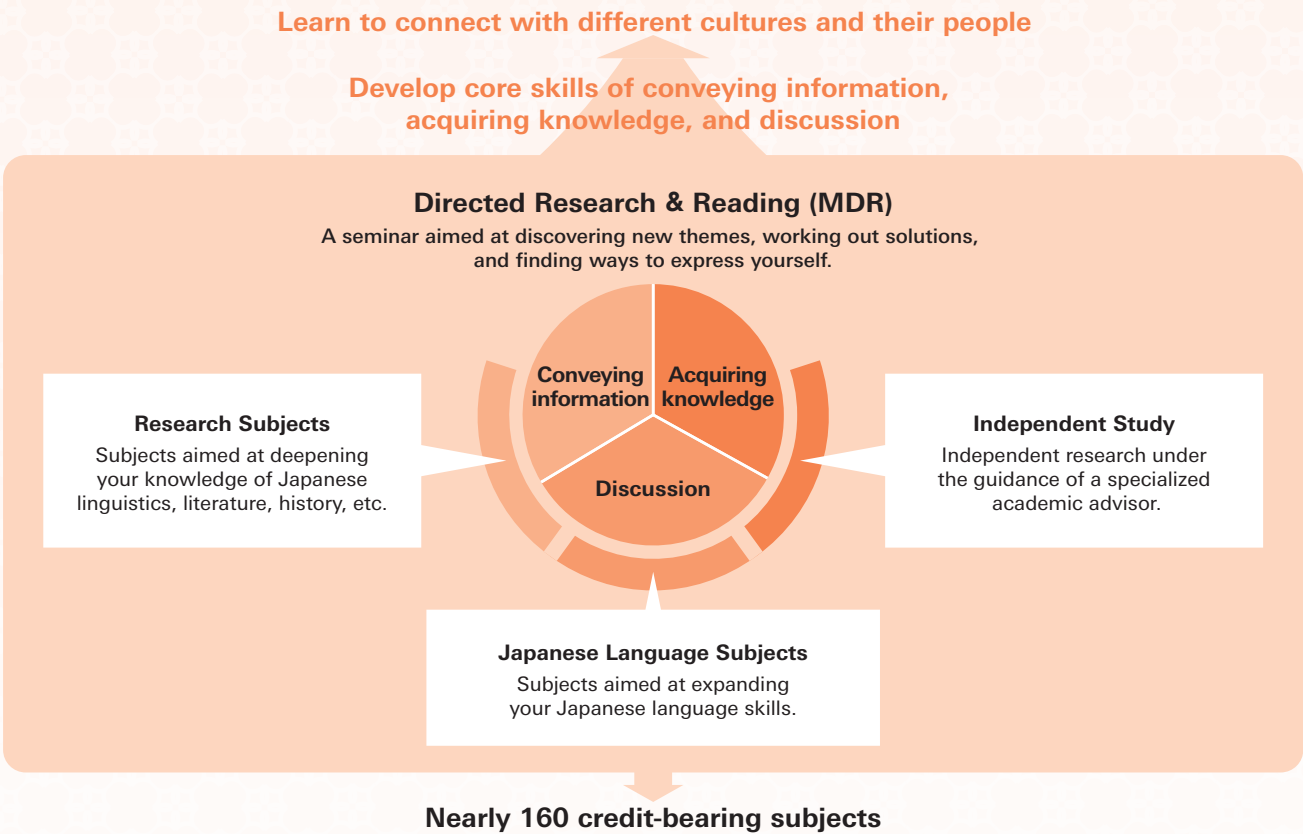 Learn to connect with different cultures and their people
Develop core skills of conveying information,
acquiring knowledge, and discussion
Directed Research & Reading (MDR)
A seminar aimed at discovering new themes, working out solutions,
and finding ways to express yourself.
Conveying
information
Acquiring
knowledge
Discussion
Research Subjects
Subjects aimed at deepening
your knowledge of Japanese
linguistics, literature, history, etc.
Independent Study
Independent research under
the guidance of a specialized
academic advisor.
Japanese Language Subjects
Subjects aimed at expanding
your Japanese language skills.
Nearly 160 credit-bearing subjects